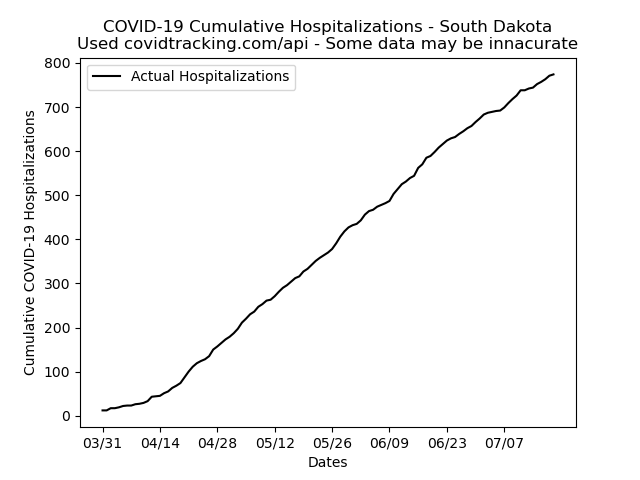 COVID-19 Cumulative Hospitalizations - South Dakota
Used covidtracking.com/api - Some data may be innacurate
Actual Hospitalizations
Cumulative COVID-19 Hospitalizations
800
700
600
500
400
300
200
100
0
03/31 04/14 04/28 05/12 05/26 06/09 06/23 07/07
Dates